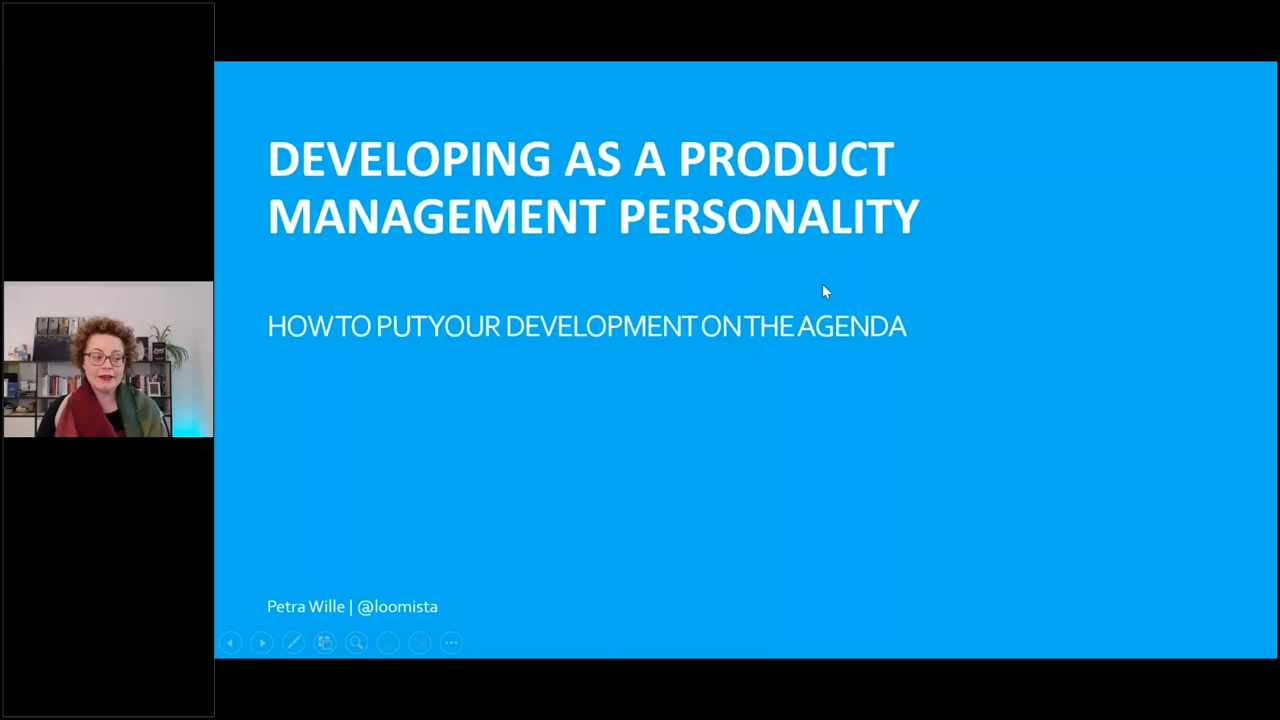 DEVELOPING AS A PRODUCT
MANAGEMENT PERSONALITY
HOW TO PUT YOUR DEVELOPMENT ON THE AGENDA
Petra Wille | @loomista